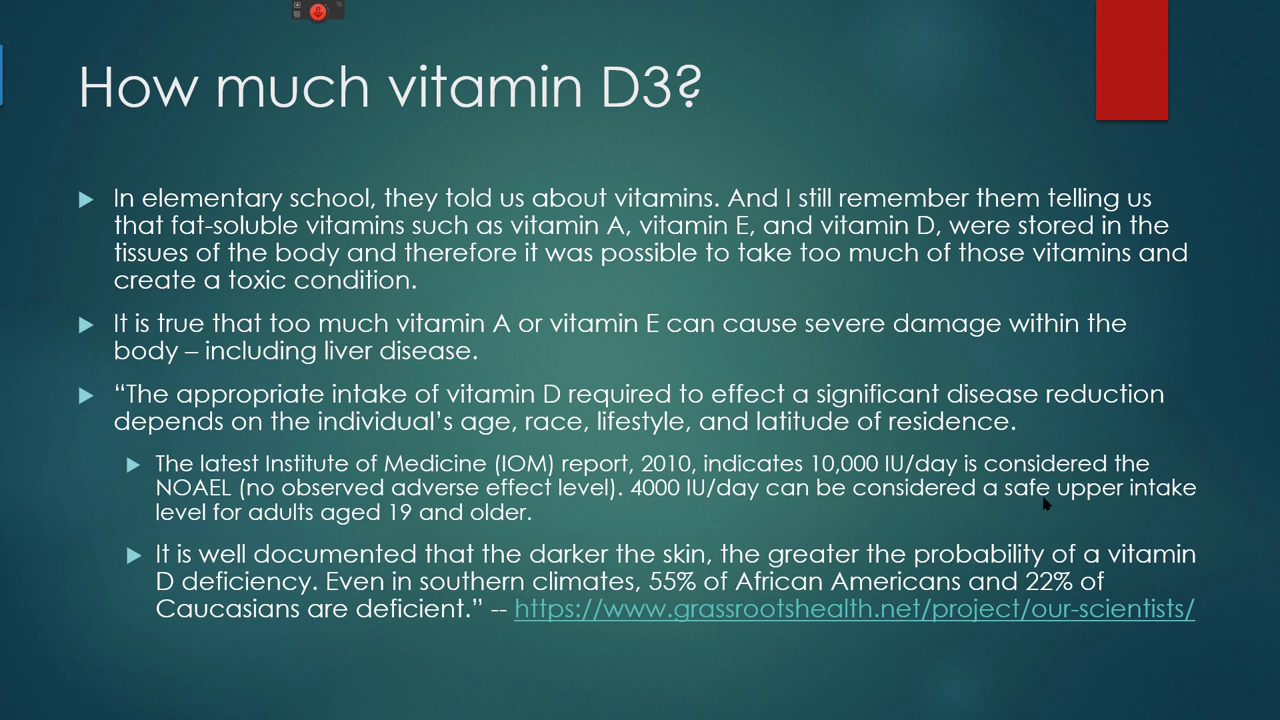 How much vitamin D3?
In elementary school, they told us about vitamins. And I still remember them telling us
that fat-soluble vitamins such as vitamin A, vitamin E, and vitamin D, were stored in the
tissues of the body and therefore it was possible to take too much of those vitamins and
create a toxic condition.
It is true that too much vitamin A or vitamin E can cause severe damage within the
body – including liver disease.
“The appropriate intake of vitamin D required to effect a significant disease reduction
depends on the individual’s age, race, lifestyle, and latitude of residence.
The latest Institute of Medicine (IOM) report, 2010, indicates 10,000 IU/day is considered the
NOAEL (no observed adverse effect level). 4000 IU/day can be considered a safe upper intake
level for adults aged 19 and older.
It is well documented that the darker the skin, the greater the probability of a vitamin
D deficiency. Even in southern climates, 55% of African Americans and 22% of
Caucasians are deficient.” -- https://www.grassrootshealth.net/project/our-scientists/